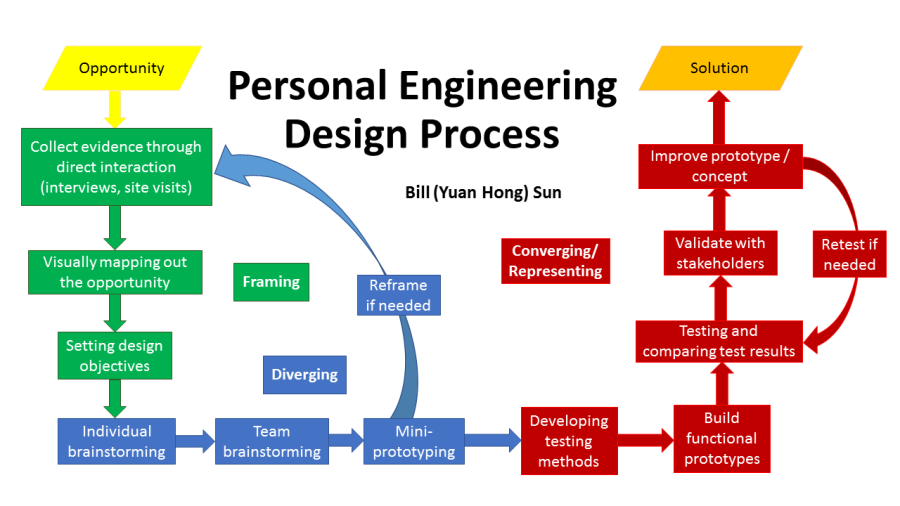 Opportunity
Personal Engineering
Design Process
Bill (Yuan Hong) Sun
Solution
Collect evidence through
direct interaction
(interviews, site visits)
Visually mapping out
the opportunity
Setting design
objectives
Framing
Diverging
Reframe
if needed
Individual
brainstorming
Team
brainstorming
Mini-
prototyping
Converging/
Representing
Developing
testing
methods
Build
functional
prototypes
Testing and
comparing test results
Validate with
stakeholders
Retest if
needed
Improve prototype /
concept